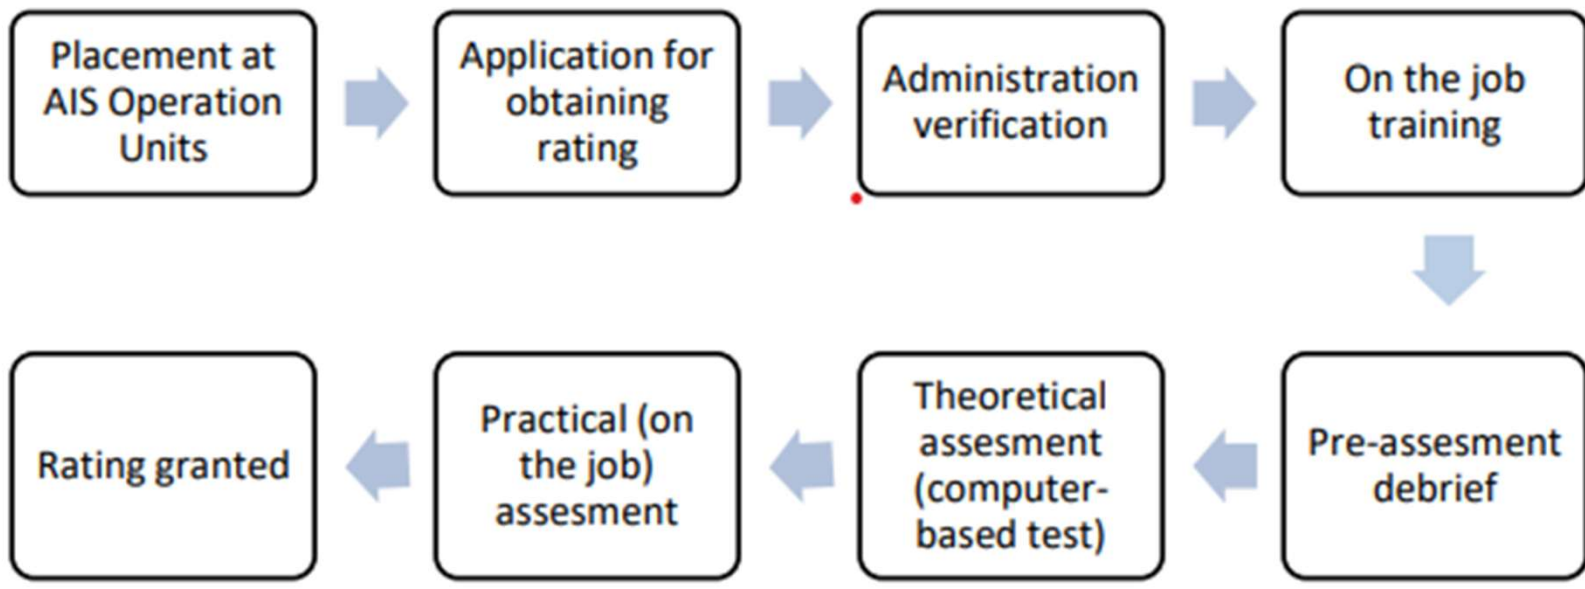 Placement at
AIS Operation
Units
Application for
obtaining
rating
Administration
verification
On the job
training
Pre-assesment
debrief
Theoretical
assesment
(computer-
based test)
Practical (on
the job)
assesment
Rating granted